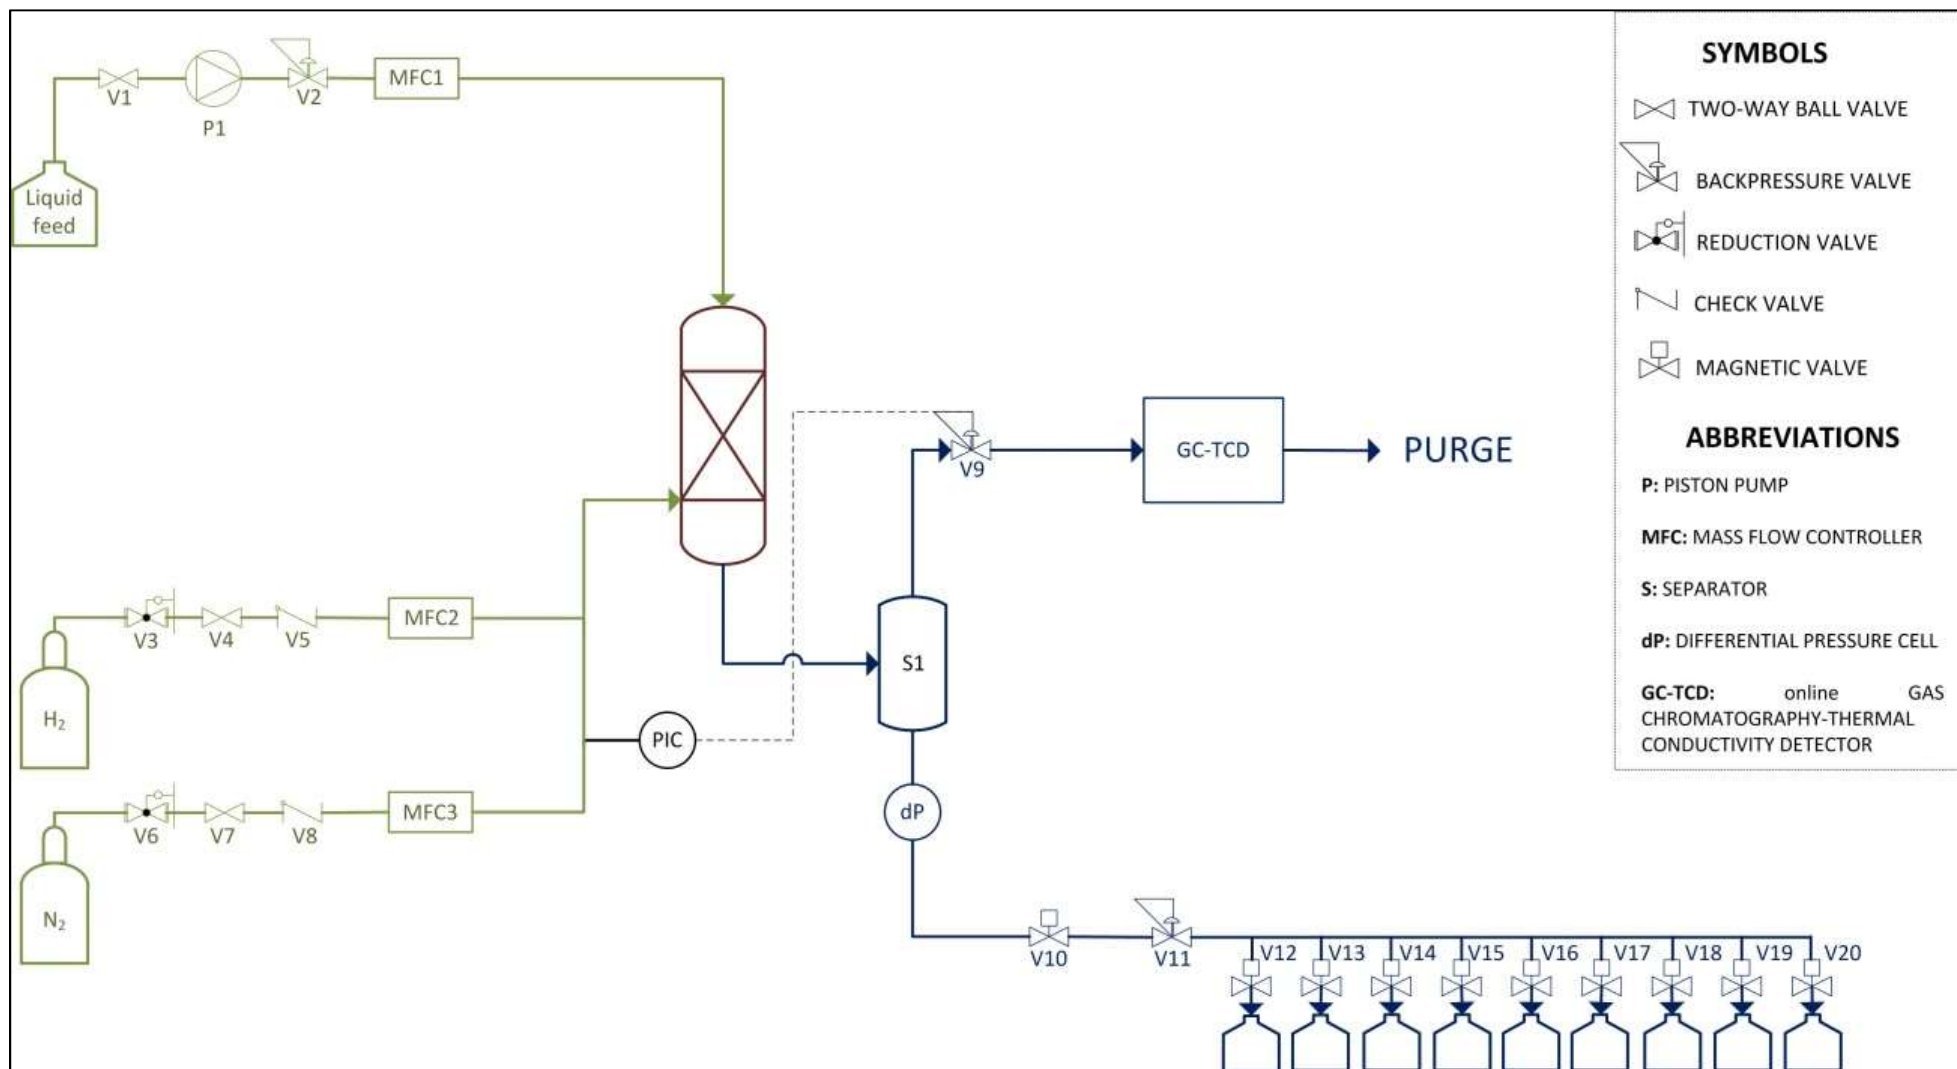 V1
P1
V2
MFC1
Liquid
feed
V3
V4
V5
MFC2
H₂
PIC
V6
V7
V8
MFC3
N₂
V9
GC-TCD
PURGE
S1
dP
V10
V11
V12
V13
V14
V15
V16
V17
V18
V19
V20
SYMBOLS
TWO-WAY BALL VALVE
BACKPRESSURE VALVE
REDUCTION VALVE
CHECK VALVE
MAGNETIC VALVE
ABBREVIATIONS
P: PISTON PUMP
MFC: MASS FLOW CONTROLLER
S: SEPARATOR
dP: DIFFERENTIAL PRESSURE CELL
GC-TCD: online GAS
CHROMATOGRAPHY-THERMAL
CONDUCTIVITY DETECTOR